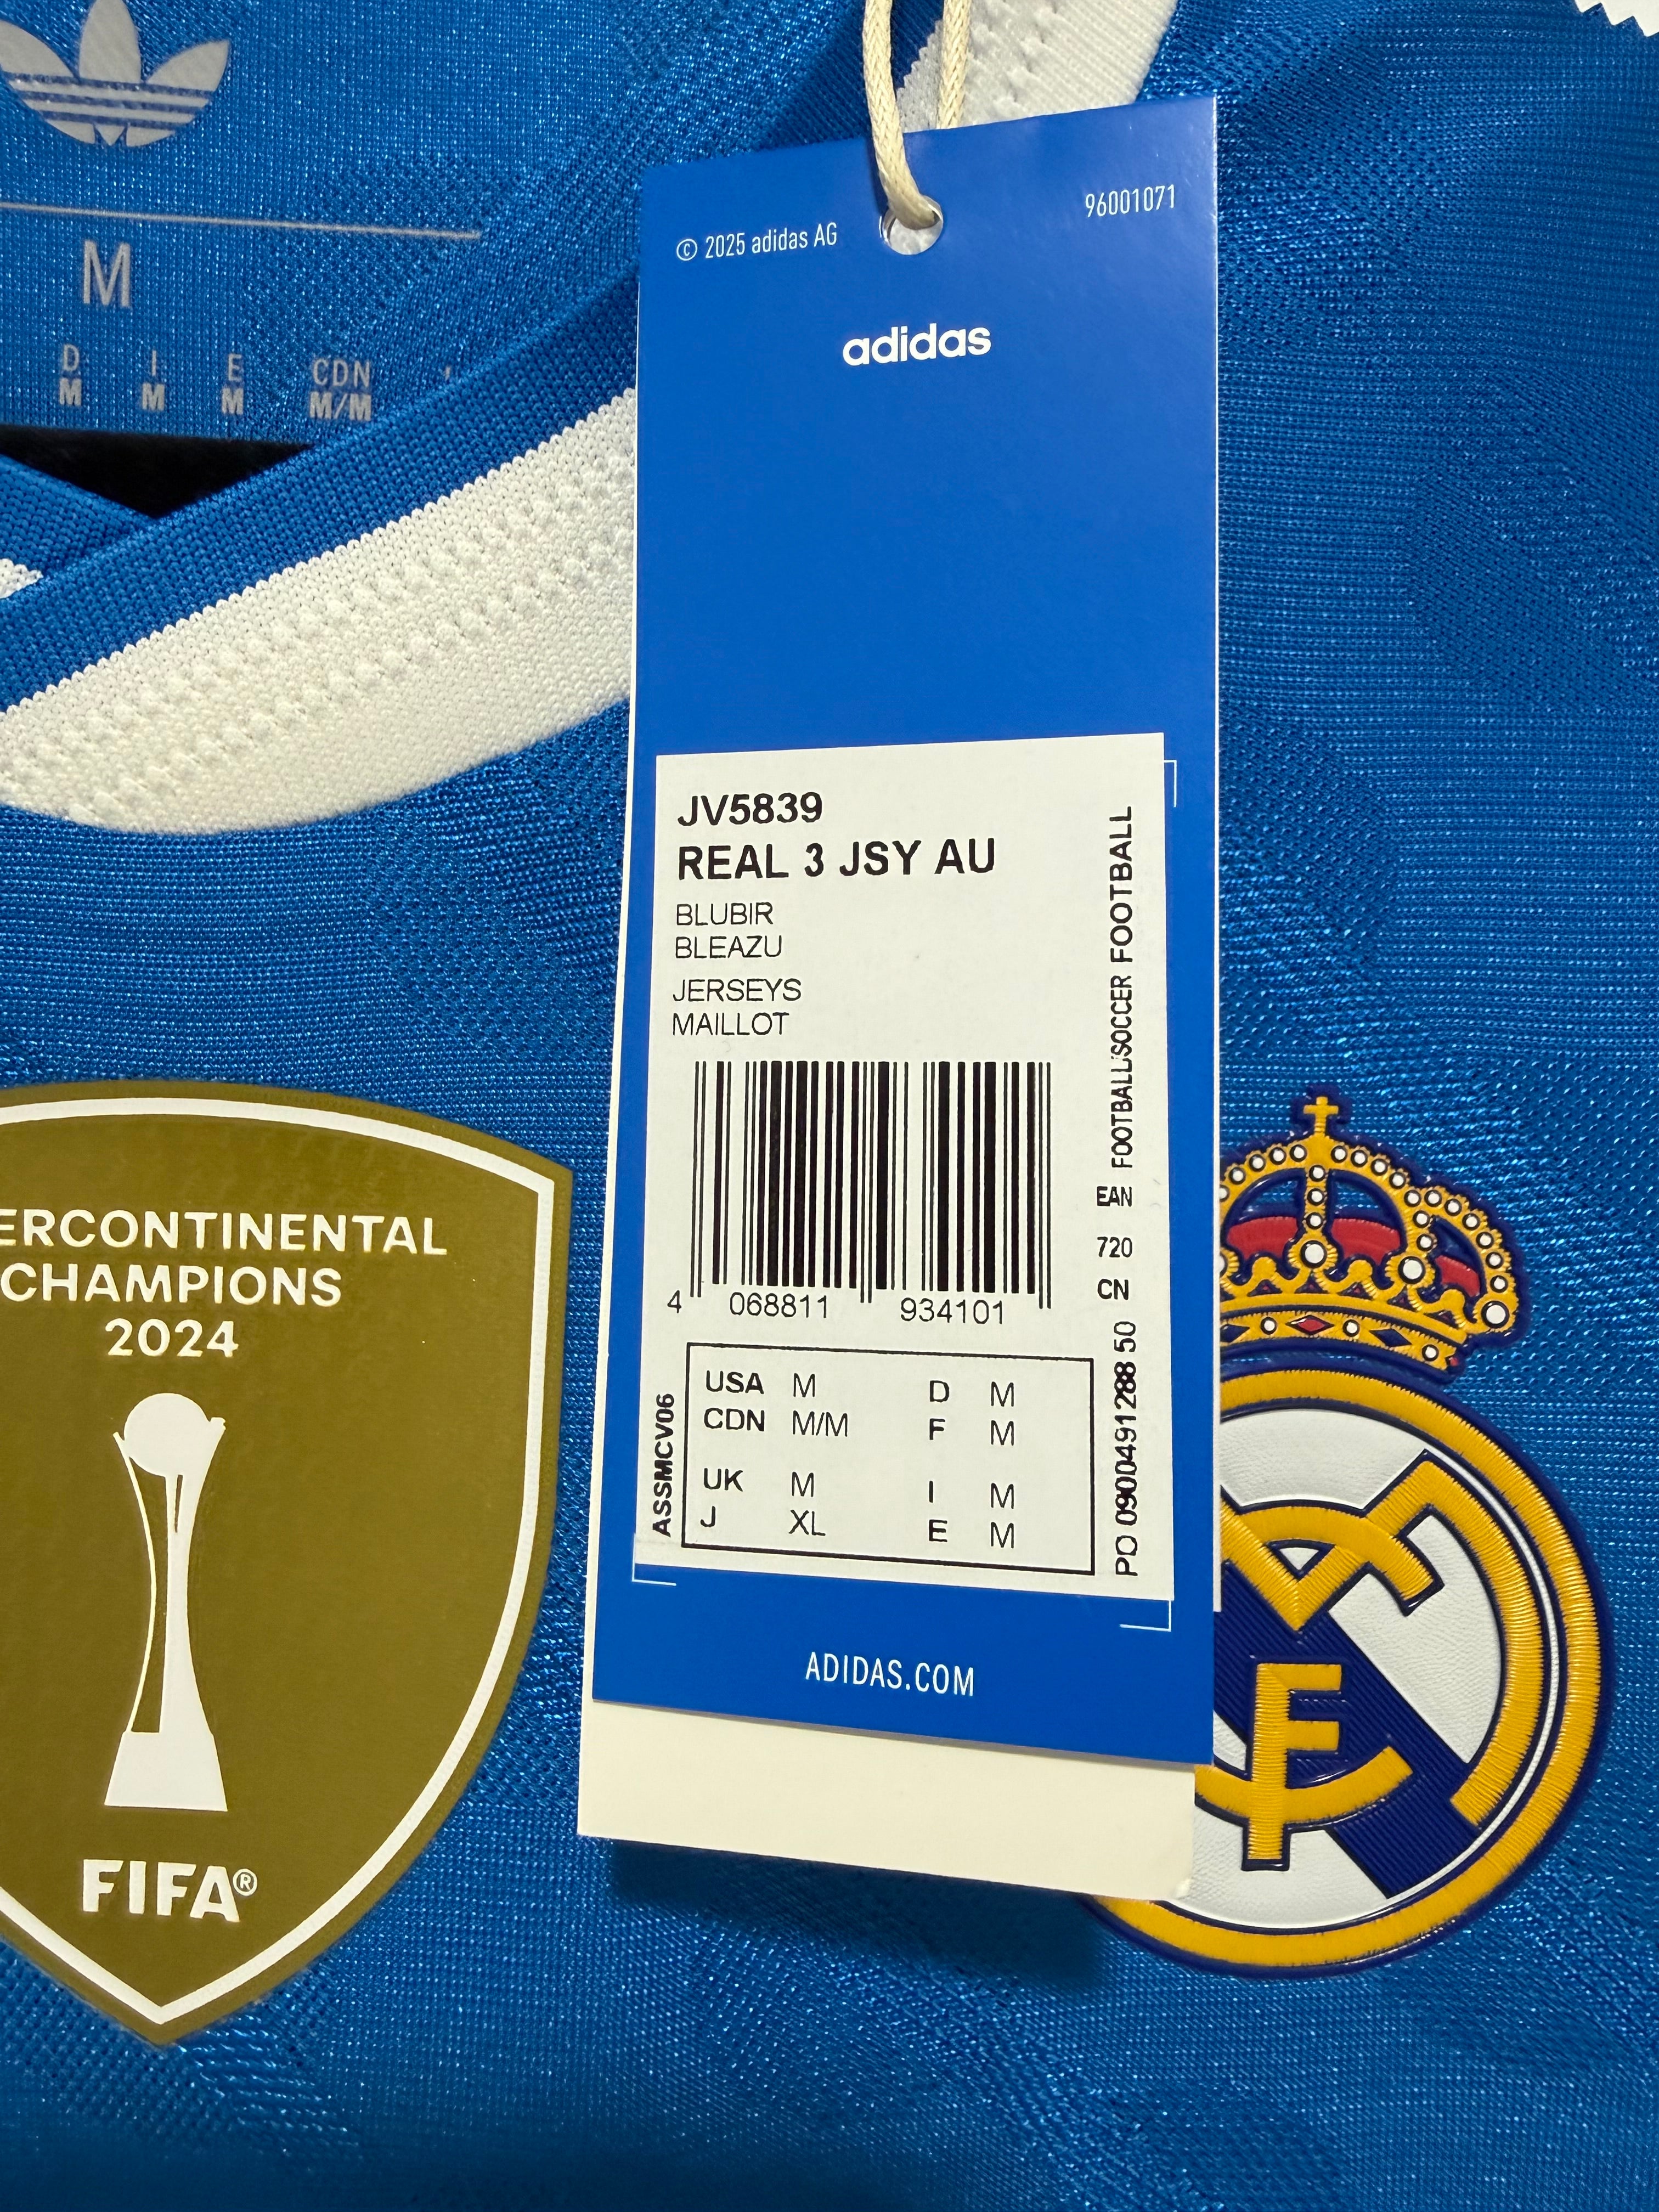 M
D I E CDN
M M M M/M
© 2025 adidas AG
96001071
adidas
JV5839
REAL 3 JSY AU
BLUBIR
BLEAZU
JERSEYS
MAILLOT
4 068811 934101
USA M D M
CDN M/M F M
UK M I M
J XL E M
ASSMCV06
FOOTBALL/SOCCER FOOTBALL
EAN
720
CN
PO 0900491288 50
ADIDAS.COM
ERCONTINENTAL
CHAMPIONS
2024
FIFA®